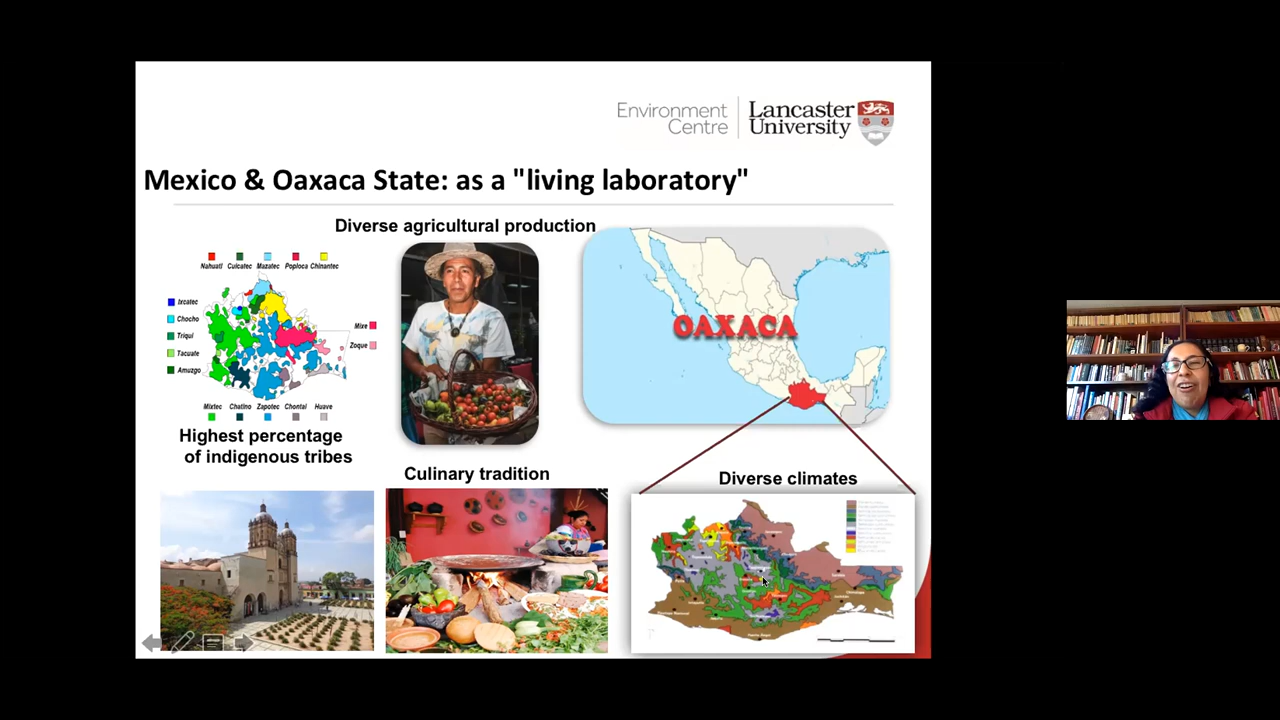 Environment
Centre
Lancaster
University
Mexico & Oaxaca State: as a "living laboratory"
Diverse agricultural production
Nahuatl Cuicatec Mazatec Popoloca Chinantec
Ixcatec
Chocho
Triqui
Tacuate
Amuzgo
Mixe
Zoque
Mixtec Chatino Zapotec Chontal Huave
Highest percentage
of indigenous tribes
OAXACA
Culinary tradition
Diverse climates